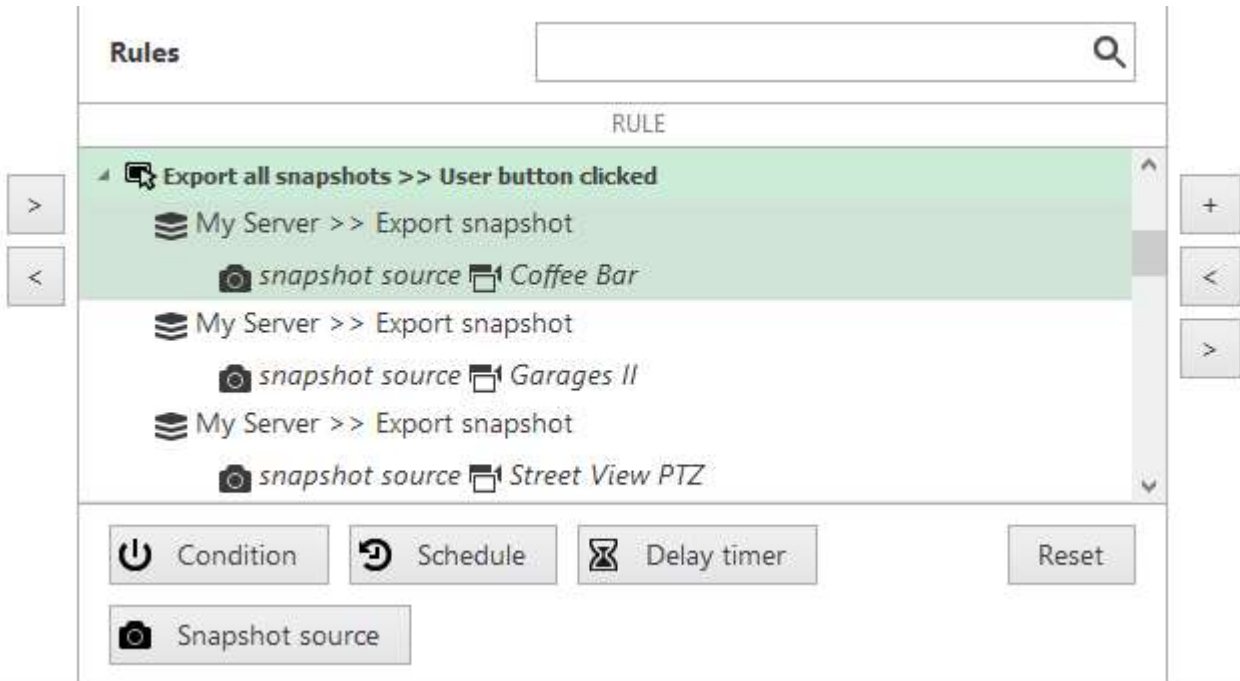 Rules
RULE
Export all snapshots >> User button clicked
My Server >> Export snapshot
>
+
snapshot source Coffee Bar
<
<
My Server >> Export snapshot
>
snapshot source Garages II
My Server >> Export snapshot
snapshot source Street View PTZ
Condition Schedule Delay timer Reset
Snapshot source